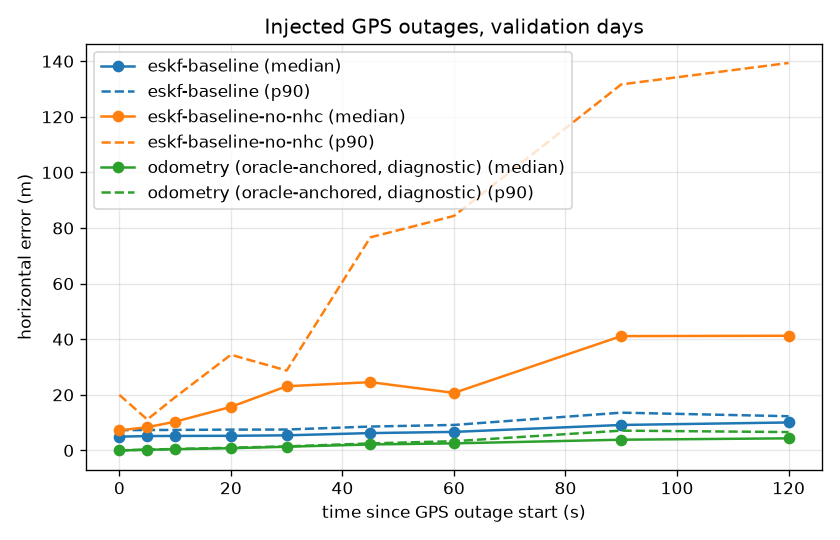 Injected GPS outages, validation days
eskf-baseline (median)
eskf-baseline (p90)
eskf-baseline-no-nhc (median)
eskf-baseline-no-nhc (p90)
odometry (oracle-anchored, diagnostic) (median)
odometry (oracle-anchored, diagnostic) (p90)
horizontal error (m)
140
120
100
80
60
40
20
0
0 20 40 60 80 100 120
time since GPS outage start (s)